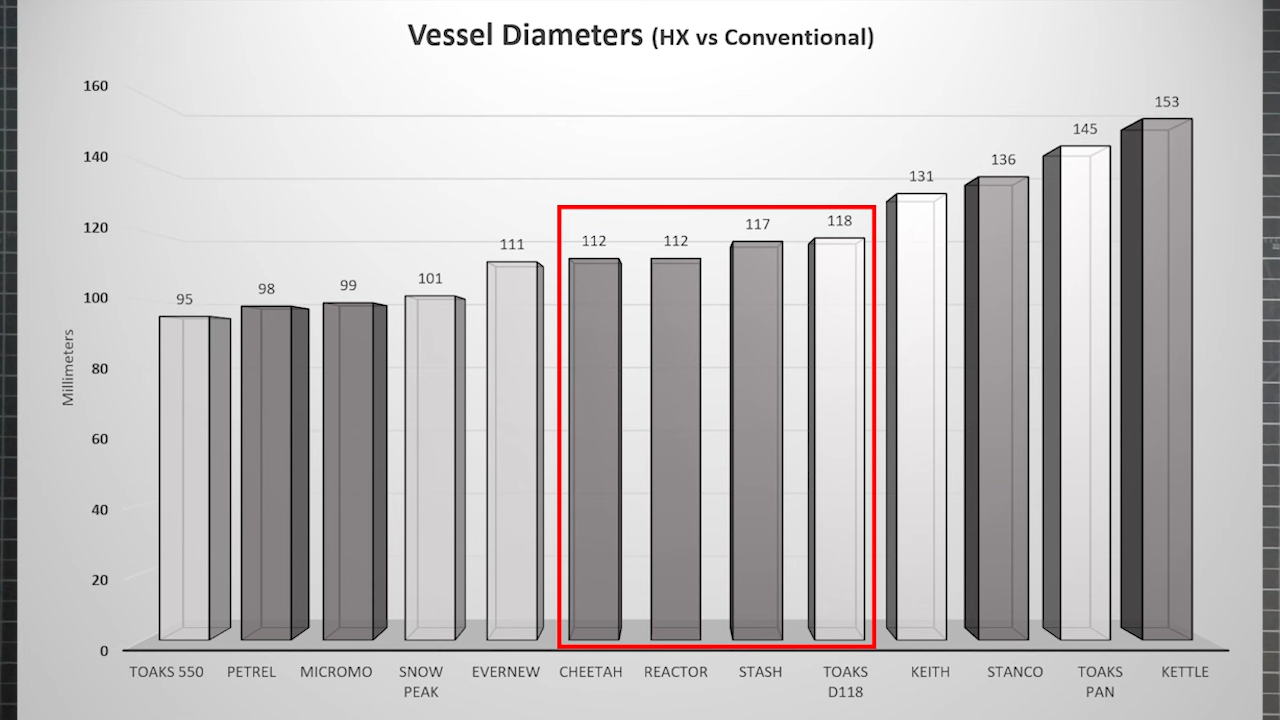 Vessel Diameters (HX vs Conventional)
160
140
120
100
80
60
40
20
0
Millimeters
95
98
99
101
111
112
112
117
118
131
136
145
153
TOAKS 550
PETREL
MICROMO
SNOW
PEAK
EVERNEW
CHEETAH
REACTOR
STASH
TOAKS
D118
KEITH
STANCO
TOAKS
PAN
KETTLE